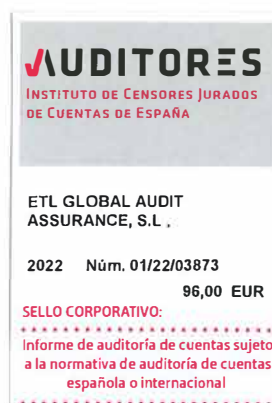 AUDITORES
INSTITUTO DE CENSORES JURADOS
DE CUENTAS DE ESPAÑA
ETL GLOBAL AUDIT
ASSURANCE, S.L.
2022 Núm. 01/22/03873
96,00 EUR
SELLO CORPORATIVO:
Informe de auditoría de cuentas sujeto
a la normativa de auditoría de cuentas
española o internacional